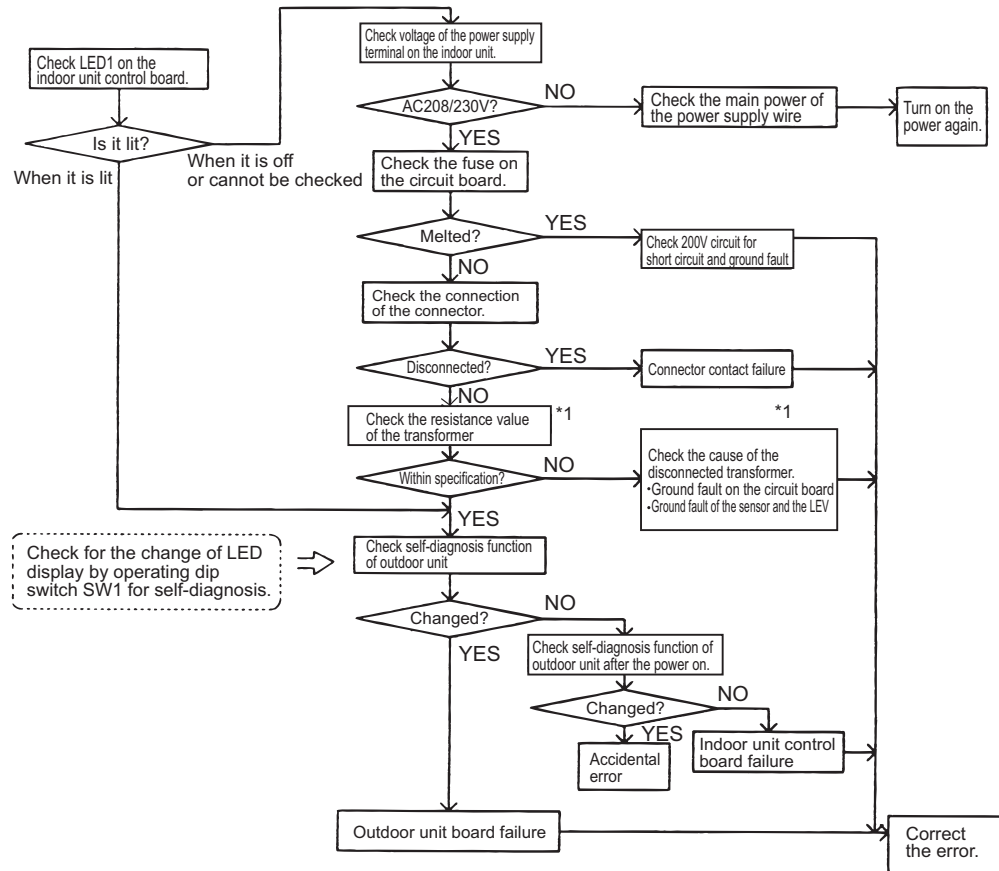 Check LED1 on the
indoor unit control board.
Is it lit?
When it is lit
When it is off
or cannot be checked
Check voltage of the power supply
terminal on the indoor unit.
AC208/230V?
NO
Check the main power of
the power supply wire
Turn on the
power again.
YES
Check the fuse on
the circuit board.
Melted?
YES
Check 200V circuit for
short circuit and ground fault
NO
Check the connection
of the connector.
Disconnected?
YES
Connector contact failure
NO
Check the resistance value
of the transformer
*1
*1
Within specification?
NO
Check the cause of the
disconnected transformer.
•Ground fault on the circuit board
•Ground fault of the sensor and the LEV
YES
Check for the change of LED
display by operating dip
switch SW1 for self-diagnosis.
Check self-diagnosis function
of outdoor unit
Changed?
NO
Check self-diagnosis function of
outdoor unit after the power on.
YES
Changed?
NO
Indoor unit control
board failure
YES
Accidental
error
Outdoor unit board failure
Correct
the error.